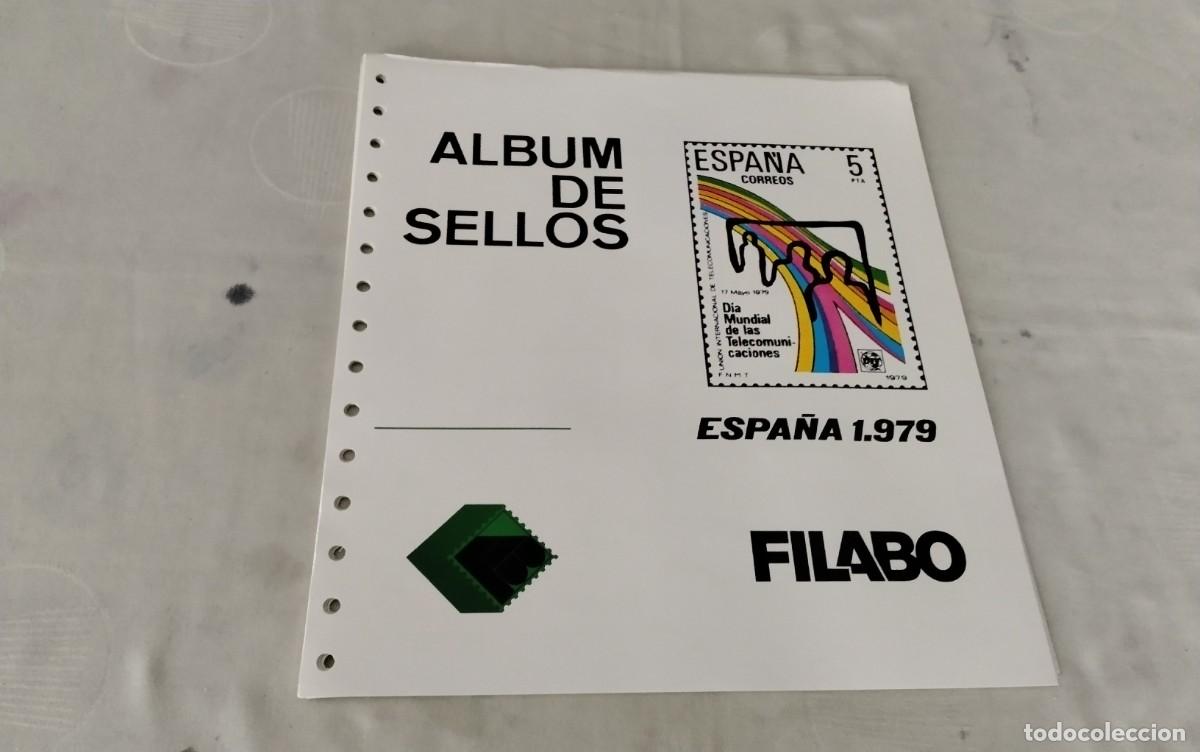 ALBUM
DE
SELLOS
ESPAÑA 5
CORREOS PTA
UNION INTERNACIONAL DE TELECOMUNICACIONES
17 Mayo 1979
Dia
Mundial
de las
Telecomuni-
caciones
F.N.M.T. 1979
ESPAÑA 1.979
FILABO
todocoleccion